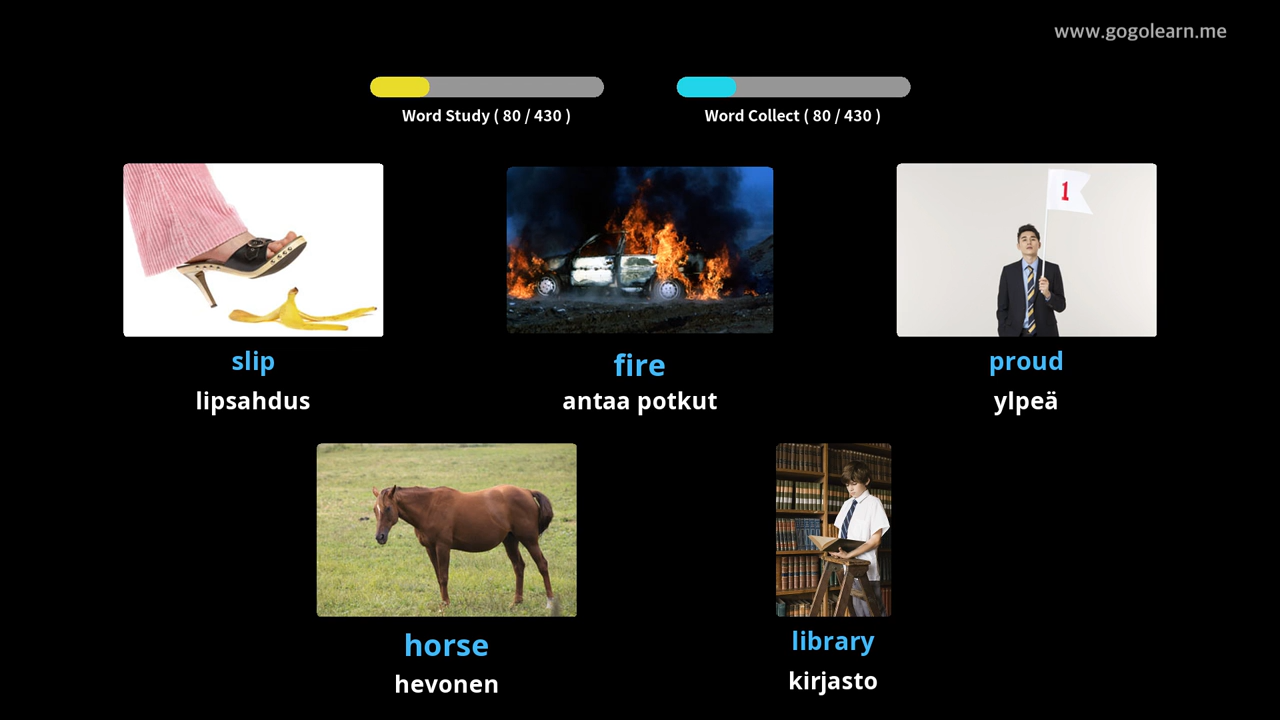 www.gogolearn.me
Word Study ( 80 / 430 )
Word Collect ( 80 / 430 )
1
slip
fire
proud
lipsahdus
antaa potkut
ylpeä
horse
library
hevonen
kirjasto